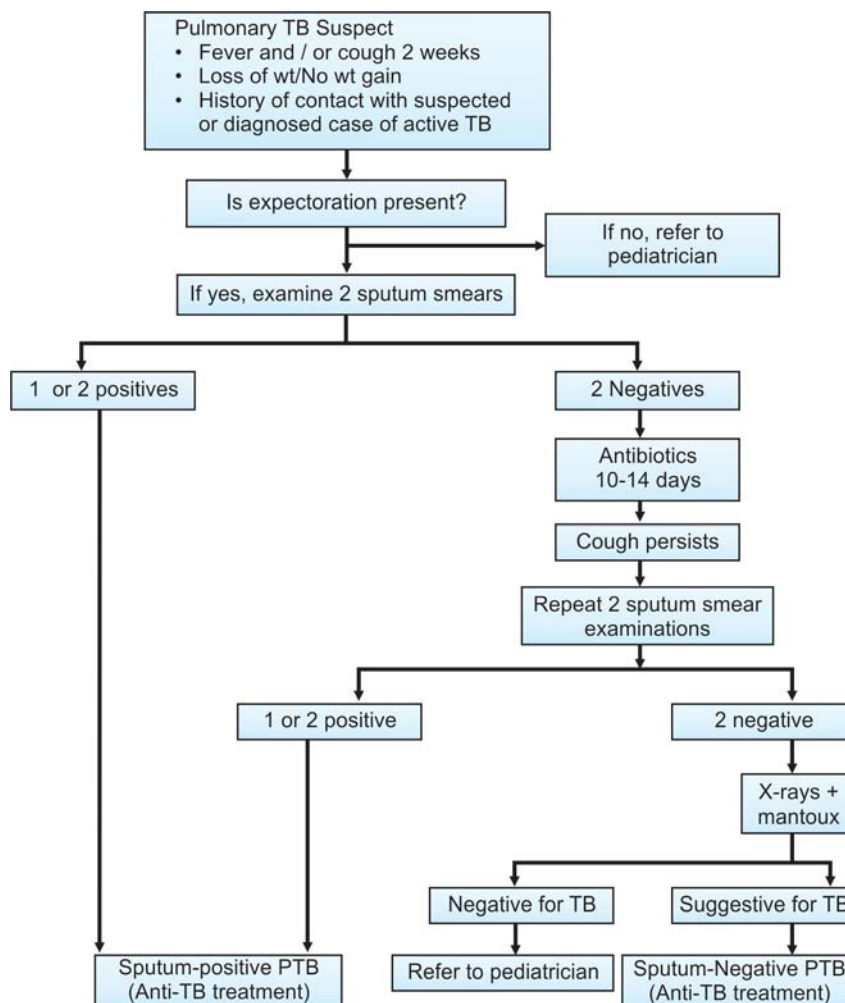 Pulmonary TB Suspect
• Fever and / or cough 2 weeks
• Loss of wt/No wt gain
• History of contact with suspected
or diagnosed case of active TB
Is expectoration present?
If no, refer to
pediatrician
If yes, examine 2 sputum smears
1 or 2 positives
2 Negatives
Antibiotics
10-14 days
Cough persists
Repeat 2 sputum smear
examinations
1 or 2 positive
2 negative
X-rays +
mantoux
Negative for TB
Suggestive for TB
Sputum-positive PTB
(Anti-TB treatment)
Refer to pediatrician
Sputum-Negative PTB
(Anti-TB treatment)